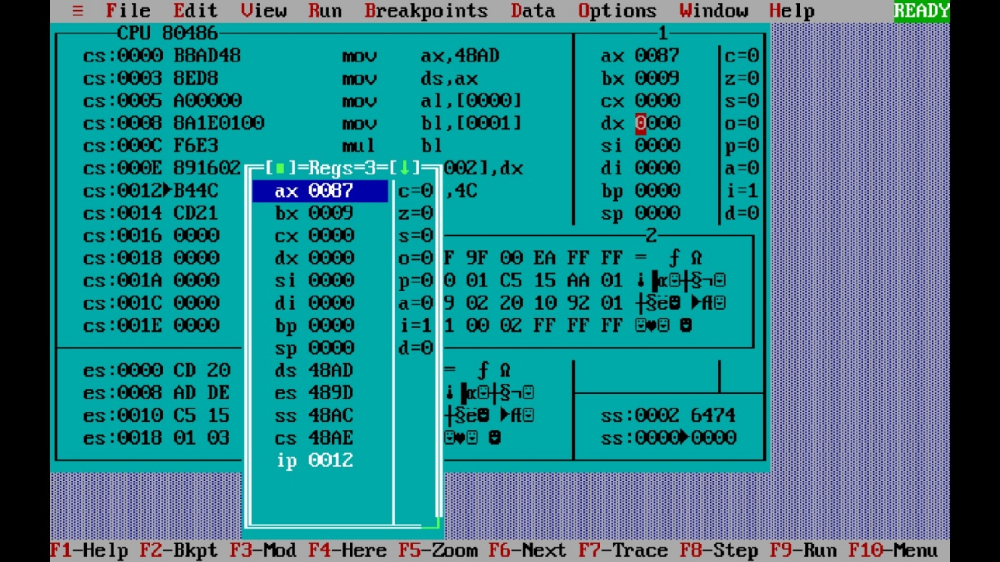 ≡ File Edit View Run Breakpoints Data Options Window Help READY
CPU 80486 1
cs:0000 B8AD48 mov ax,48AD ax 0087 c=0
cs:0003 8ED8 mov ds,ax bx 0009 z=0
cs:0005 A00000 mov al,[0000] cx 0000 s=0
cs:0008 8A1E0100 mov bl,[0001] dx 0000 o=0
cs:000C F6E3 mul bl si 0000 p=0
cs:000E 891602 [■]=Regs=3=[↓] 002],dx di 0000 a=0
cs:0012►B44C ax 0087 c=0 ,4C bp 0000 i=1
cs:0014 CD21 bx 0009 z=0 sp 0000 d=0
cs:0016 0000 cx 0000 s=0 2
cs:0018 0000 dx 0000 o=0 F 9F 00 EA FF FF = ƒ Ω
cs:001A 0000 si 0000 p=0 0 01 C5 15 AA 01 ¡▐α☺┼§¬☺
cs:001C 0000 di 0000 a=0 9 02 20 10 92 01 ┼§ë☻ ►Æ☺
cs:001E 0000 bp 0000 i=1 1 00 02 FF FF FF ☺♥☺ ☻
sp 0000 d=0
es:0000 CD 20 ds 48AD = ƒ Ω
es:0008 AD DE es 489D ¡▐α☺┼§¬☺
es:0010 C5 15 ss 48AC ┼§ë☻ ►Æ☺ ss:0002 6474
es:0018 01 03 cs 48AE ☺♥☺ ☻ ss:0000►0000
ip 0012
F1-Help F2-Bkpt F3-Mod F4-Here F5-Zoom F6-Next F7-Trace F8-Step F9-Run F10-Menu